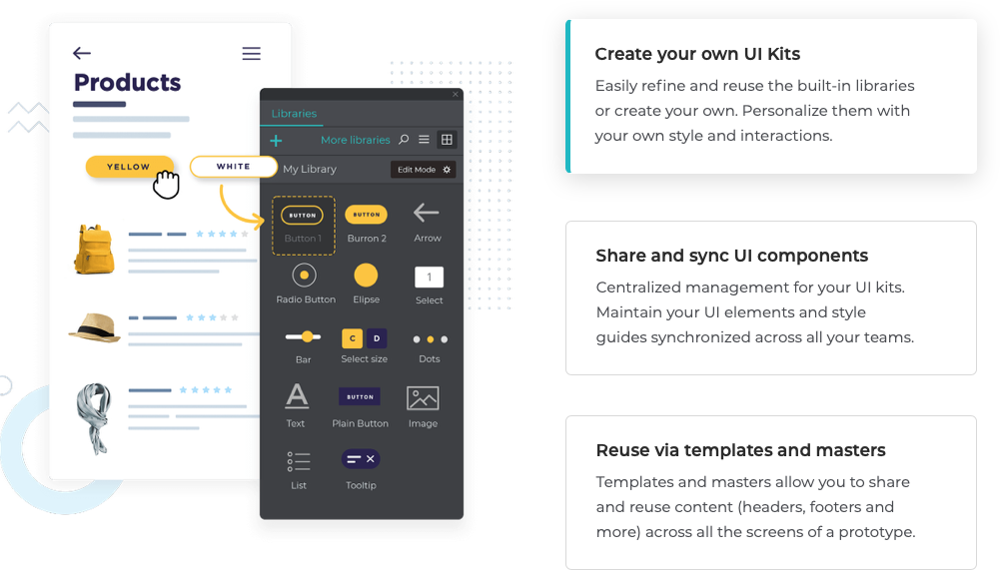 Products
YELLOW
WHITE
Libraries
More libraries
My Library
Edit Mode
BUTTON
BUTTON
Button 1
Burron 2
Arrow
1
Radio Button
Elipse
Select
C
D
Bar
Select size
Dots
A
BUTTON
Text
Plain Button
Image
List
Tooltip
Create your own UI Kits
Easily refine and reuse the built-in libraries
or create your own. Personalize them with
your own style and interactions.
Share and sync UI components
Centralized management for your UI kits.
Maintain your UI elements and style
guides synchronized across all your teams.
Reuse via templates and masters
Templates and masters allow you to share
and reuse content (headers, footers and
more) across all the screens of a prototype.